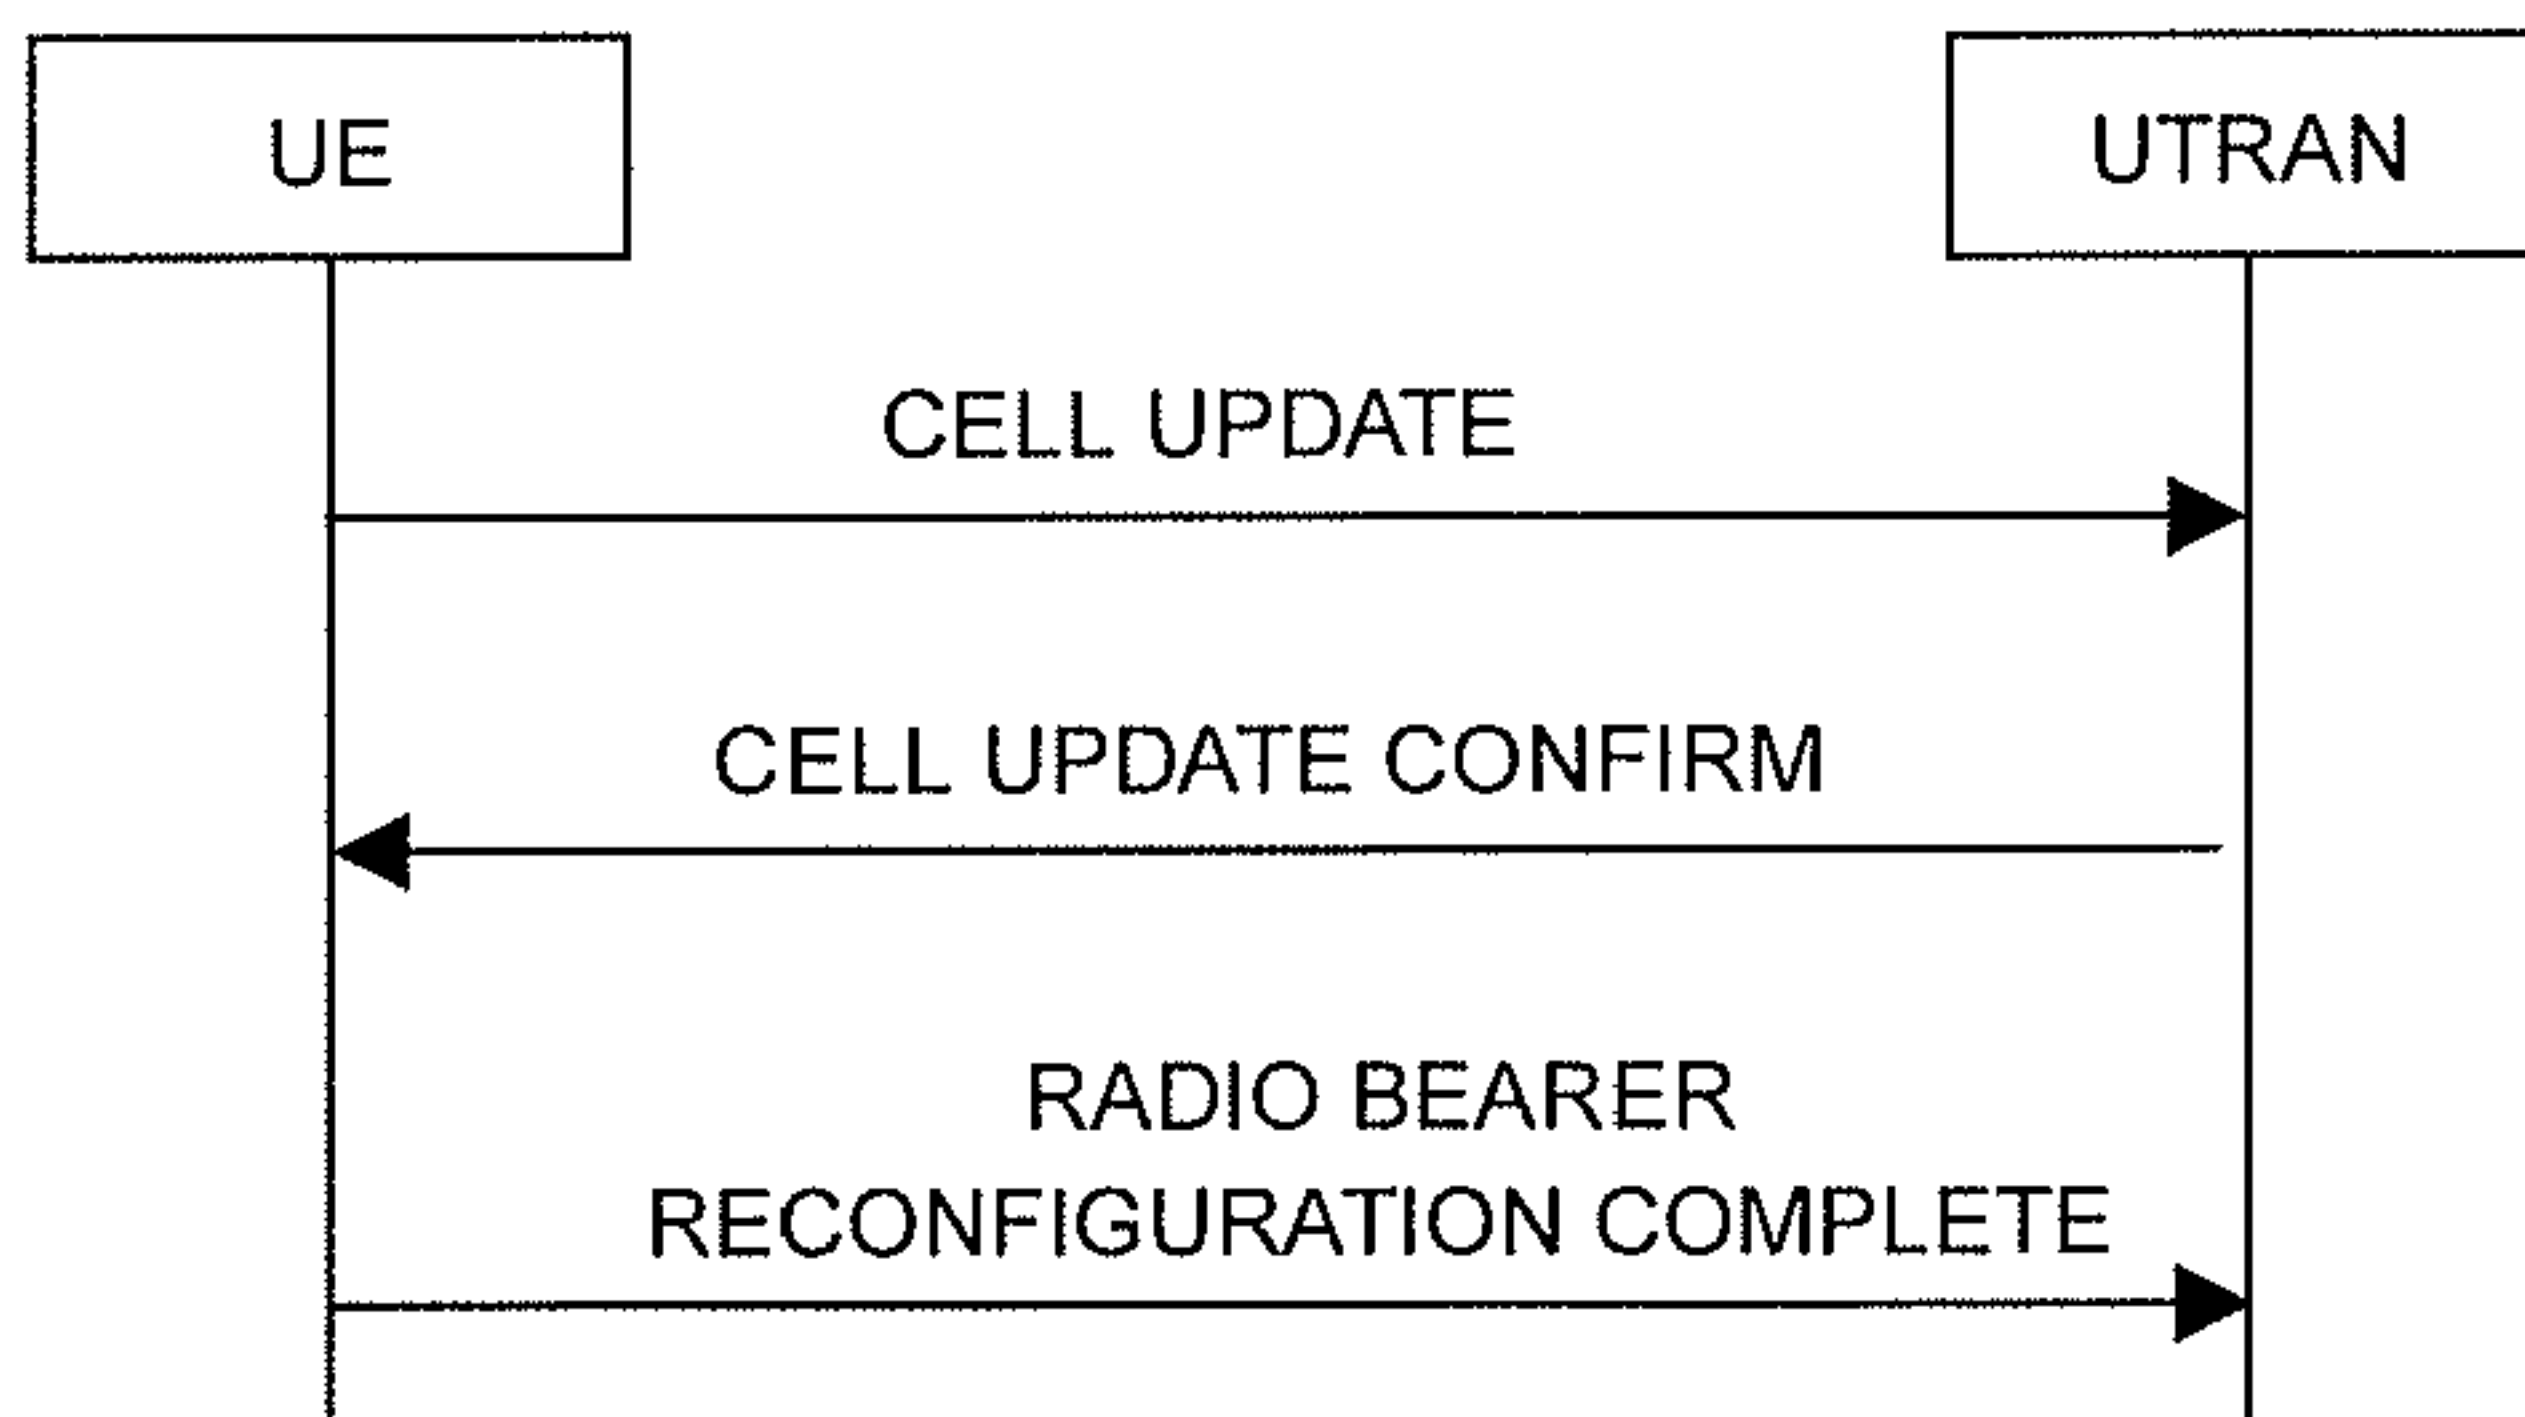 UE
UTRAN
CELL UPDATE
CELL UPDATE CONFIRM
RADIO BEARER
RECONFIGURATION COMPLETE